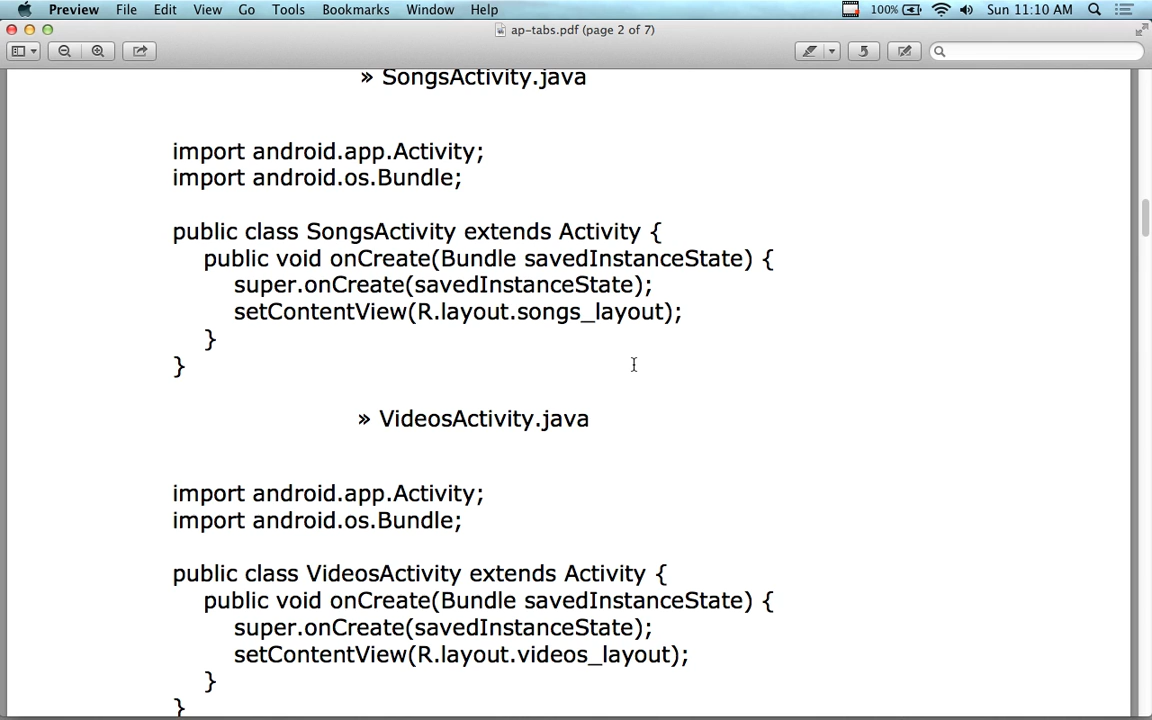 Preview File Edit View Go Tools Bookmarks Window Help 100% Sun 11:10 AM
ap-tabs.pdf (page 2 of 7)
» SongsActivity.java
import android.app.Activity;
import android.os.Bundle;
public class SongsActivity extends Activity {
public void onCreate(Bundle savedInstanceState) {
super.onCreate(savedInstanceState);
setContentView(R.layout.songs_layout);
}
}
» VideosActivity.java
import android.app.Activity;
import android.os.Bundle;
public class VideosActivity extends Activity {
public void onCreate(Bundle savedInstanceState) {
super.onCreate(savedInstanceState);
setContentView(R.layout.videos_layout);
}
}